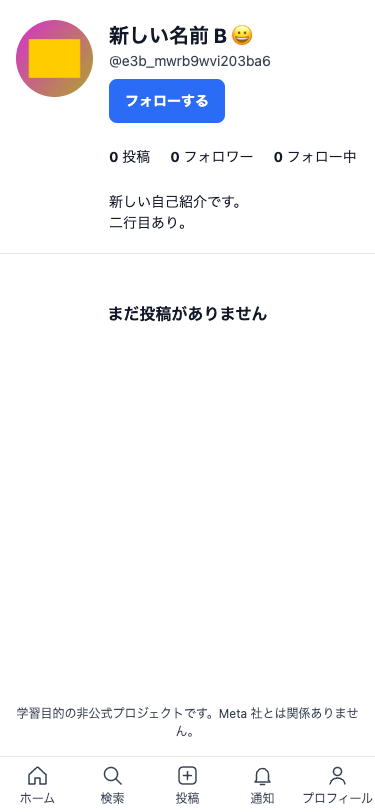 新しい名前 B😀
@e3b_mwrb9wvi203ba6
フォローする
0 投稿 0 フォロワー 0 フォロー中
新しい自己紹介です。
二行目あり。
まだ投稿がありません
学習目的の非公式プロジェクトです。Meta 社とは関係ありませ
ん。
ホーム 検索 投稿 通知 プロフィール